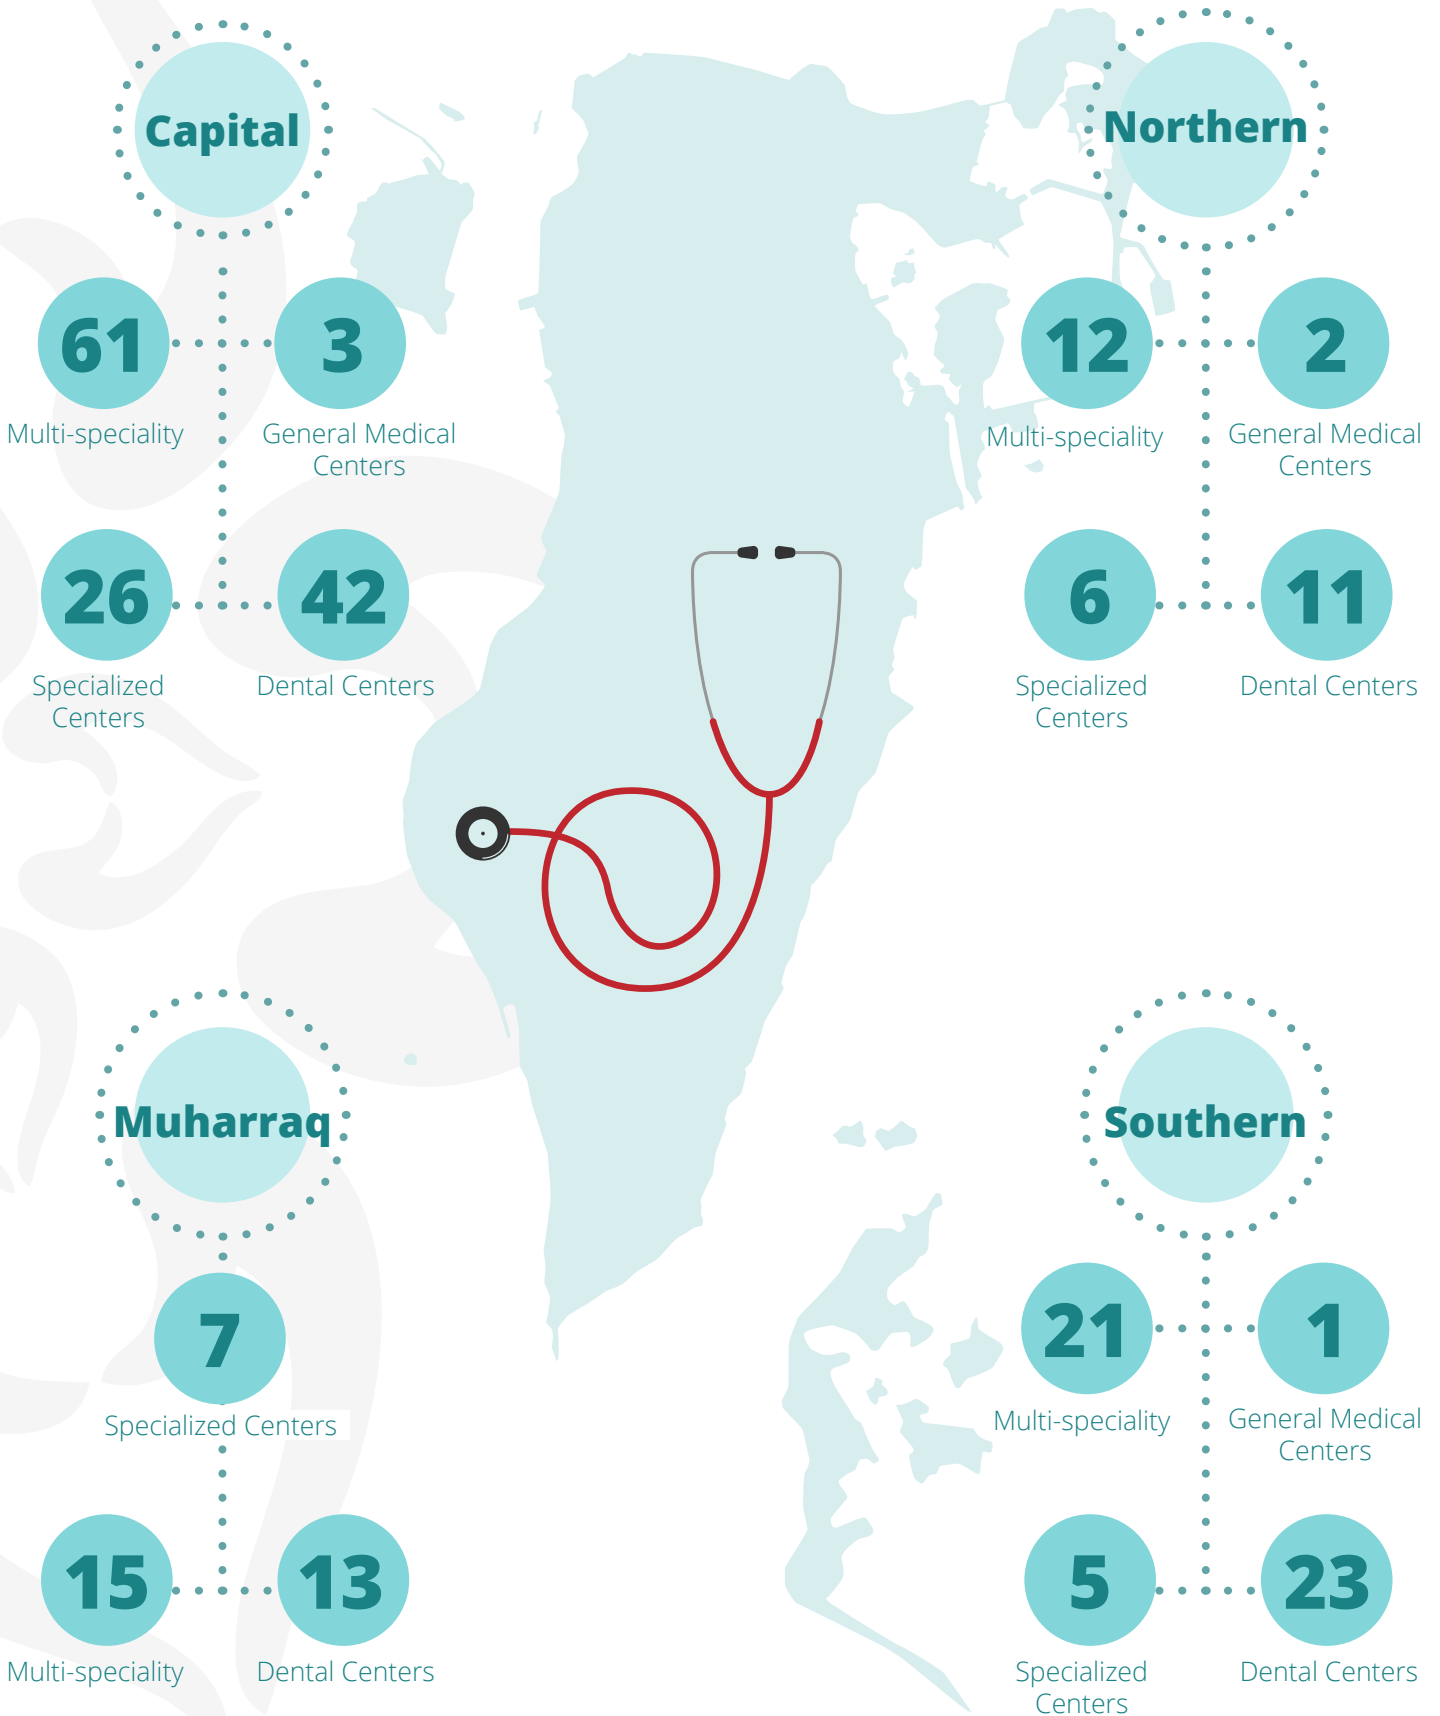 Capital
61
Multi-speciality
3
General Medical
Centers
26
Specialized
Centers
42
Dental Centers
Northern
12
Multi-speciality
2
General Medical
Centers
6
Specialized
Centers
11
Dental Centers
Muharraq
7
Specialized Centers
15
Multi-speciality
13
Dental Centers
Southern
21
Multi-speciality
1
General Medical
Centers
5
Specialized
Centers
23
Dental Centers